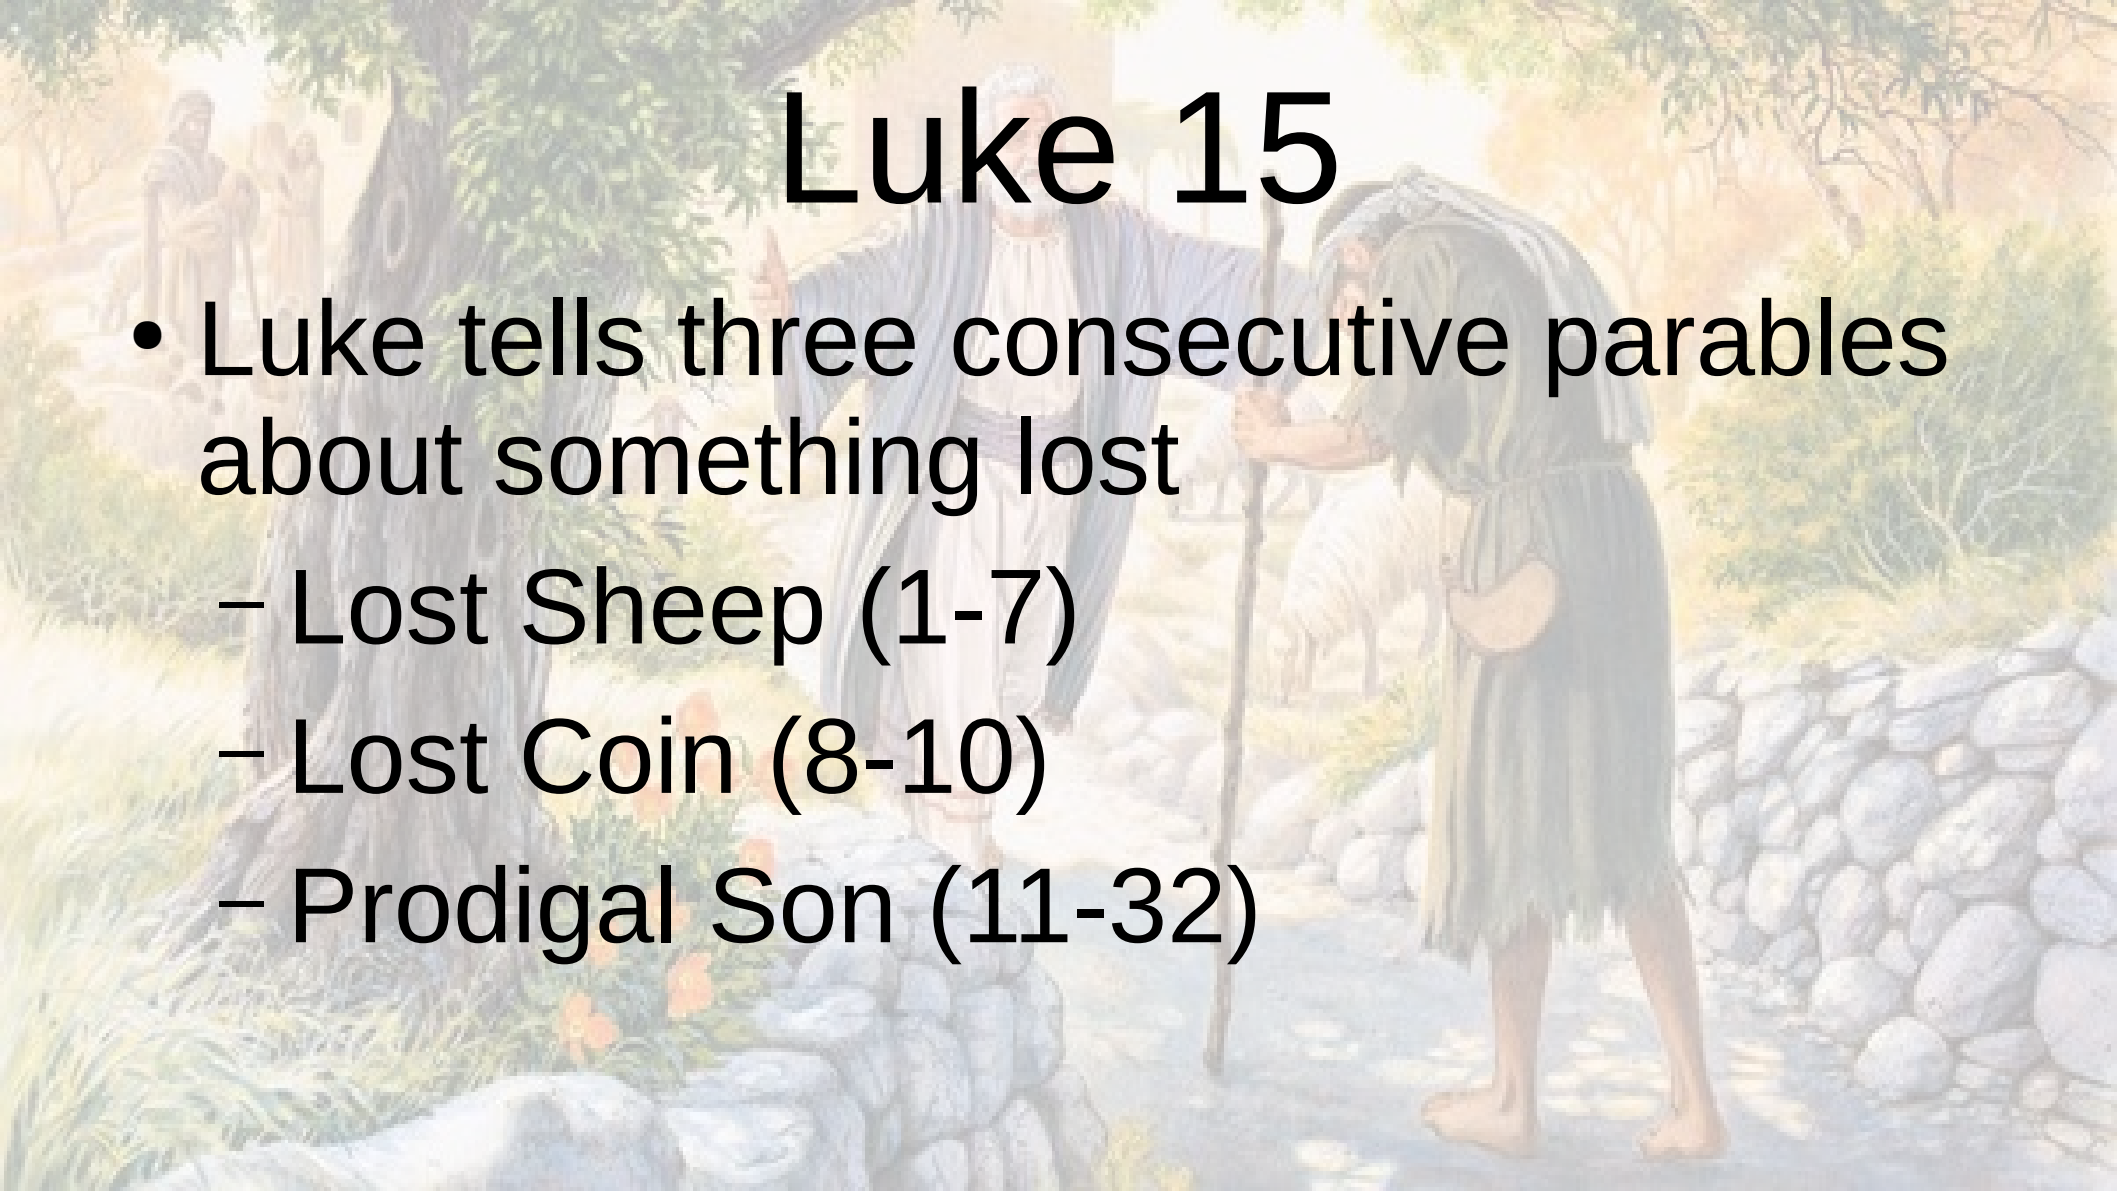 Luke 15
• Luke tells three consecutive parables
about something lost
– Lost Sheep (1-7)
– Lost Coin (8-10)
– Prodigal Son (11-32)